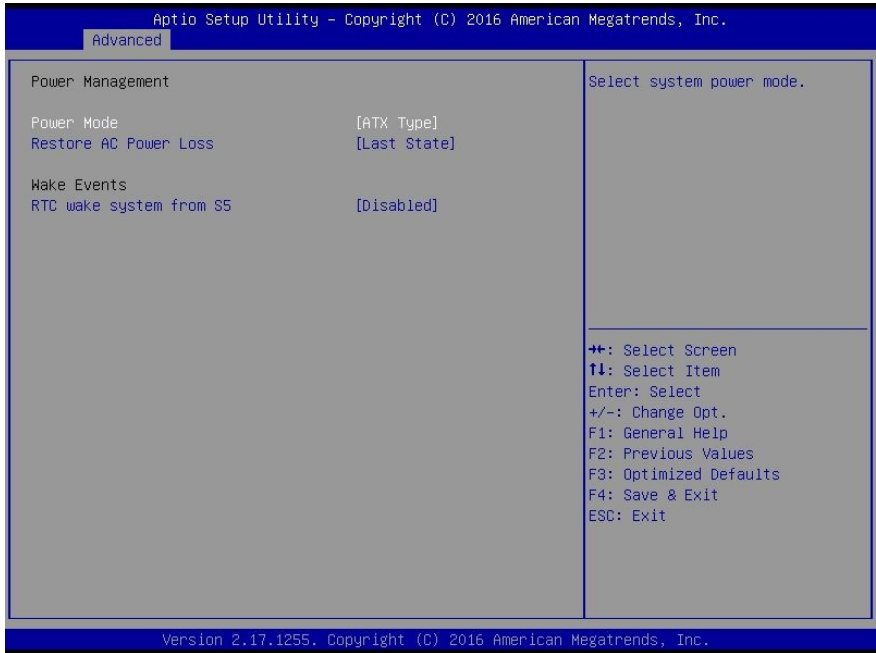 Aptio Setup Utility – Copyright (C) 2016 American Megatrends, Inc.
Advanced
Power Management
Power Mode [ATX Type]
Restore AC Power Loss [Last State]
Wake Events
RTC wake system from S5 [Disabled]
Select system power mode.
→←: Select Screen
↑↓: Select Item
Enter: Select
+/-: Change Opt.
F1: General Help
F2: Previous Values
F3: Optimized Defaults
F4: Save & Exit
ESC: Exit
Version 2.17.1255. Copyright (C) 2016 American Megatrends, Inc.